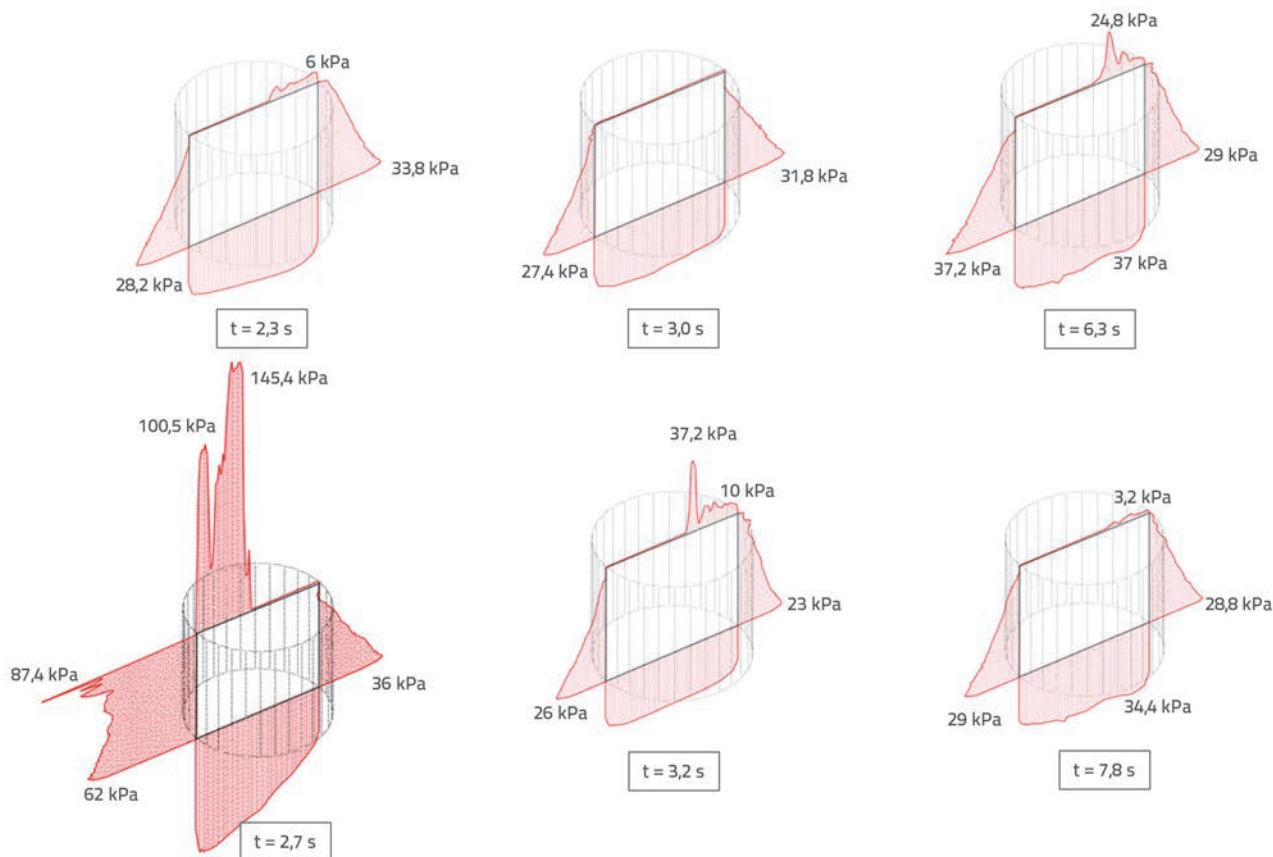 6 kPa
33,8 kPa
28,2 kPa
t = 2,3 s
31,8 kPa
27,4 kPa
t = 3,0 s
24,8 kPa
29 kPa
37,2 kPa
37 kPa
t = 6,3 s
145,4 kPa
100,5 kPa
87,4 kPa
36 kPa
62 kPa
t = 2,7 s
37,2 kPa
10 kPa
23 kPa
26 kPa
t = 3,2 s
3,2 kPa
28,8 kPa
29 kPa
34,4 kPa
t = 7,8 s